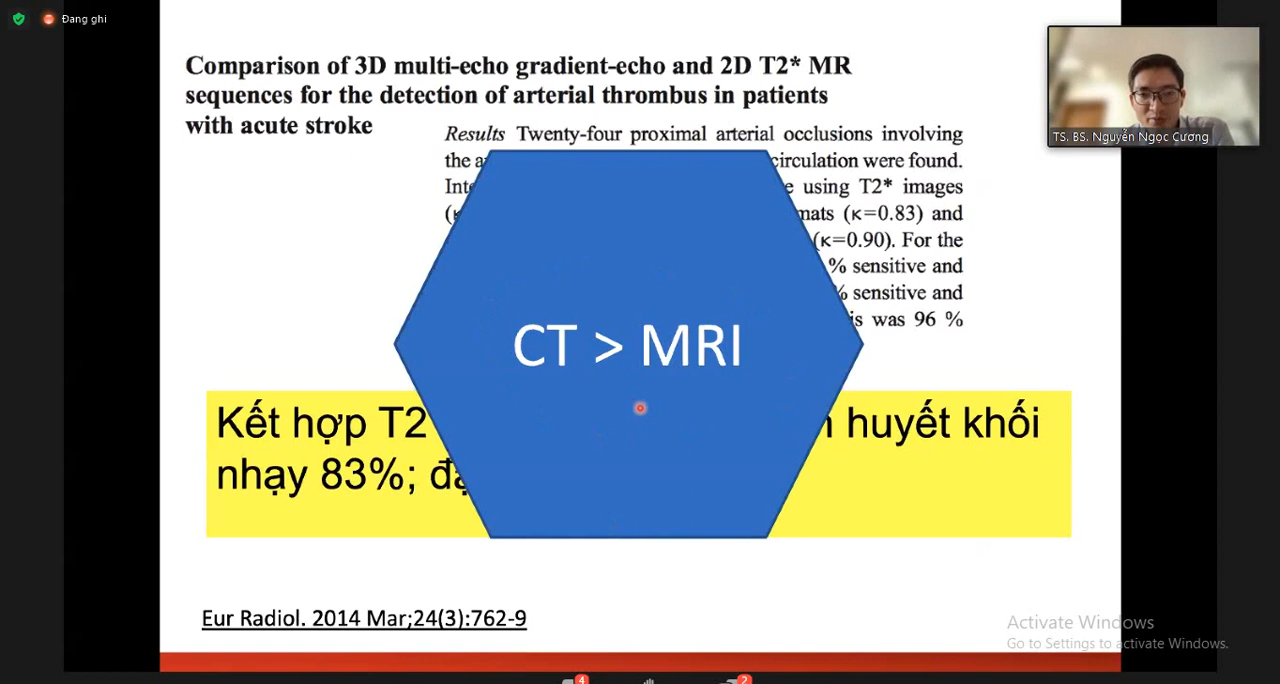 Đang ghi
Comparison of 3D multi-echo gradient-echo and 2D T2* MR
sequences for the detection of arterial thrombus in patients
with acute stroke
TS. BS. Nguyễn Ngọc Cương
Results Twenty-four proximal arterial occlusions involving
the circulation were found.
using T2* images
(κ=0.83) and
(κ=0.90). For the
% sensitive and
% sensitive and
was 96 %
CT > MRI
Kết hợp T2 huyết khối
nhạy 83%;
Eur Radiol. 2014 Mar;24(3):762-9
Activate Windows
Go to Settings to activate Windows.
4
2